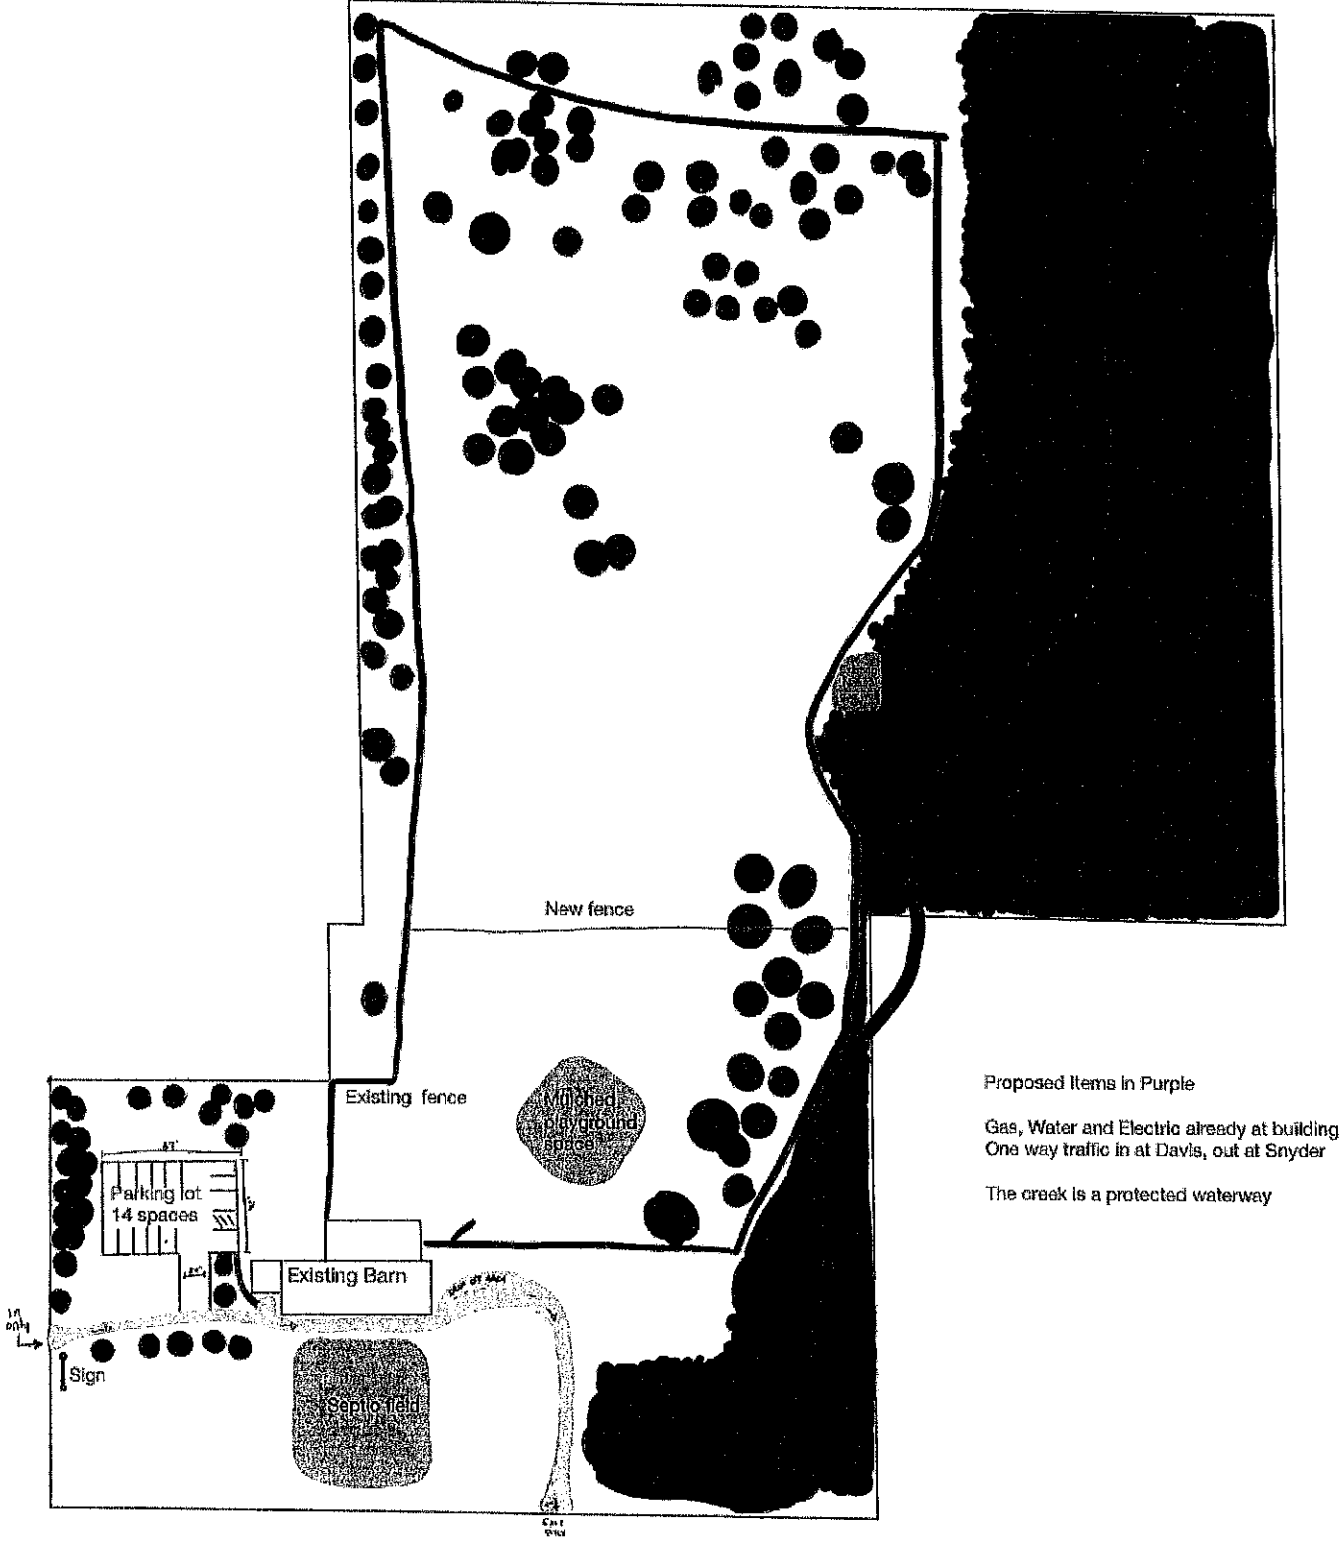 New fence
Existing fence
Mulched
playground
space
Proposed Items in Purple
Gas, Water and Electric already at building
One way traffic in at Davis, out at Snyder
The creek is a protected waterway
Parking lot
14 spaces
Existing Barn
In
only
Sign
Septic field